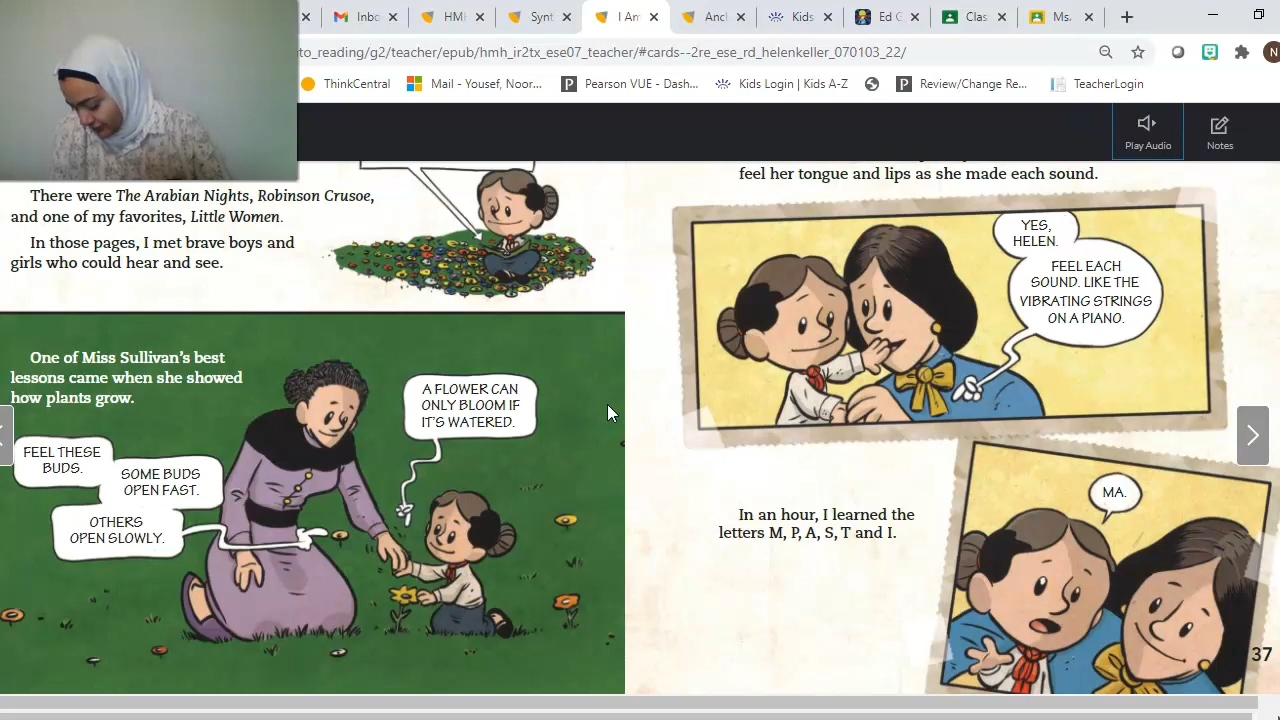 Inbo
HMH
Synt
I Am
Anch
Kids
Ed C
Clas
Ms.
to_reading/g2/teacher/epub/hmh_ir2tx_ese07_teacher/#cards--2re_ese_rd_helenkeller_070103_22/
N
ThinkCentral
Mail - Yousef, Noor...
Pearson VUE - Dash...
Kids Login | Kids A-Z
Review/Change Re...
TeacherLogin
Play Audio
Notes
There were The Arabian Nights, Robinson Crusoe,
and one of my favorites, Little Women.
In those pages, I met brave boys and
girls who could hear and see.
One of Miss Sullivan's best
lessons came when she showed
how plants grow.
FEEL THESE
BUDS.
SOME BUDS
OPEN FAST.
OTHERS
OPEN SLOWLY.
A FLOWER CAN
ONLY BLOOM IF
IT'S WATERED.
feel her tongue and lips as she made each sound.
YES,
HELEN.
FEEL EACH
SOUND. LIKE THE
VIBRATING STRINGS
ON A PIANO.
In an hour, I learned the
letters M, P, A, S, T and I.
MA.
37